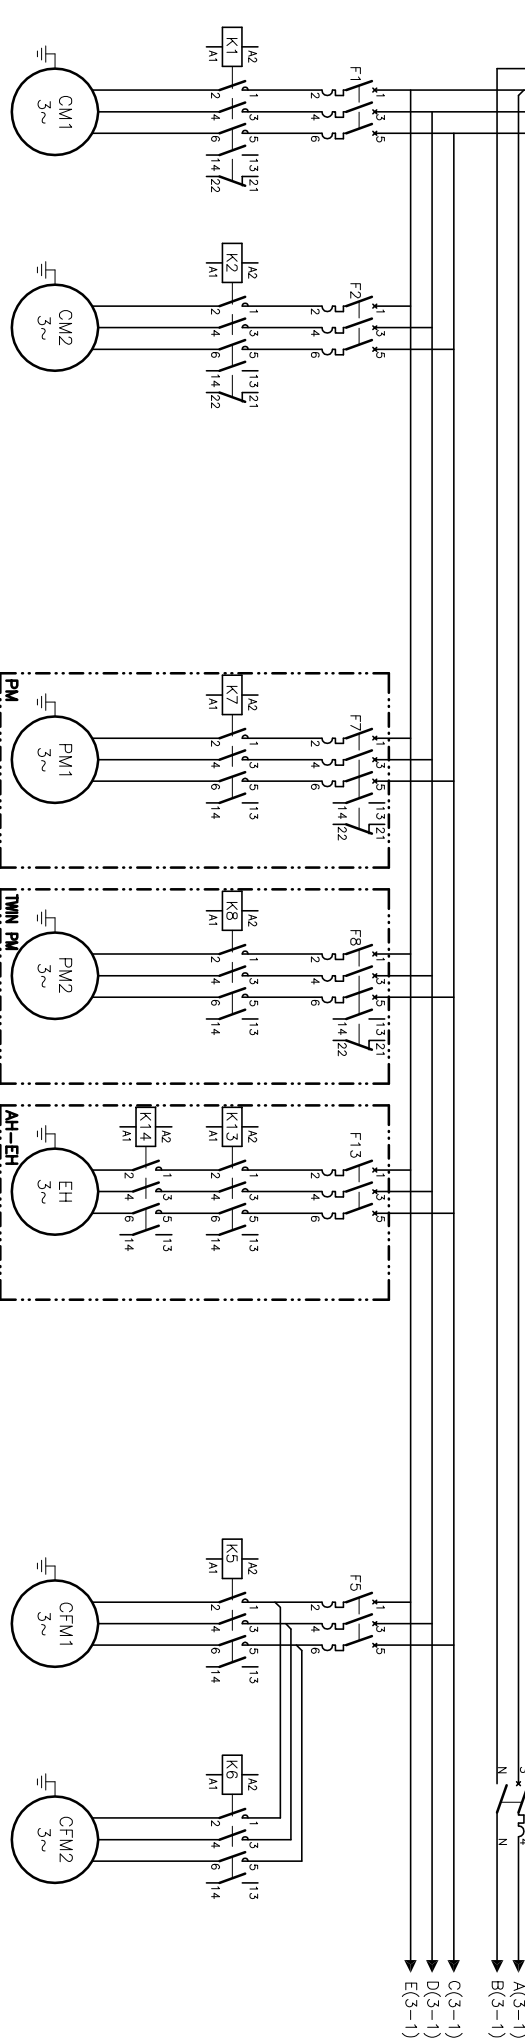 K1
A1
A2
F1
1
2
3
4
5
6
1
2
3
4
5
6
13
14
21
22
CM1
3~
K2
A1
A2
F2
1
2
3
4
5
6
1
2
3
4
5
6
13
14
21
22
CM2
3~
PM
K7
A1
A2
F7
1
2
3
4
5
6
13
14
21
22
1
2
3
4
5
6
13
14
PM1
3~
TWIN PM
K8
A1
A2
F8
1
2
3
4
5
6
13
14
21
22
1
2
3
4
5
6
13
14
PM2
3~
AH-EH
K14
A1
A2
K13
A1
A2
F13
1
2
3
4
5
6
1
2
3
4
5
6
13
14
1
2
3
4
5
6
13
14
EH
3~
K5
A1
A2
F5
1
2
3
4
5
6
1
2
3
4
5
6
13
14
CFM1
3~
K6
A1
A2
1
2
3
4
5
6
13
14
CFM2
3~
N
N
A(3-1)
B(3-1)
C(3-1)
D(3-1)
E(3-1)